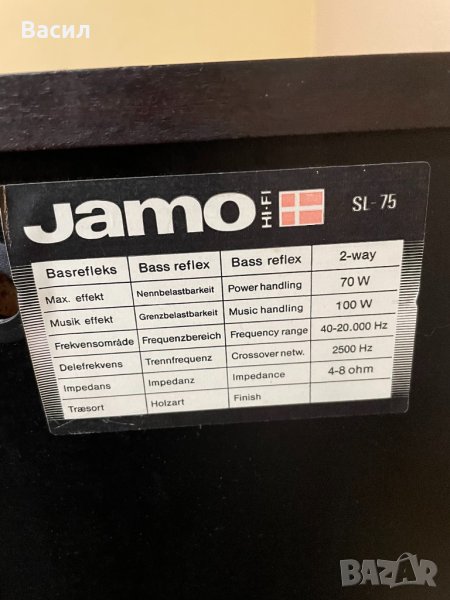 Васил
Jamo HI-FI SL-75
Basrefleks Bass reflex Bass reflex 2-way
Max. effekt Nennbelastbarkeit Power handling 70 W
Musik effekt Grenzbelastbarkeit Music handling 100 W
Frekvensområde Frequenzbereich Frequency range 40-20.000 Hz
Delefrekvens Trennfrequenz Crossover netw. 2500 Hz
Impedans Impedanz Impedance 4-8 ohm
Træsort Holzart Finish
BAZAR
bg